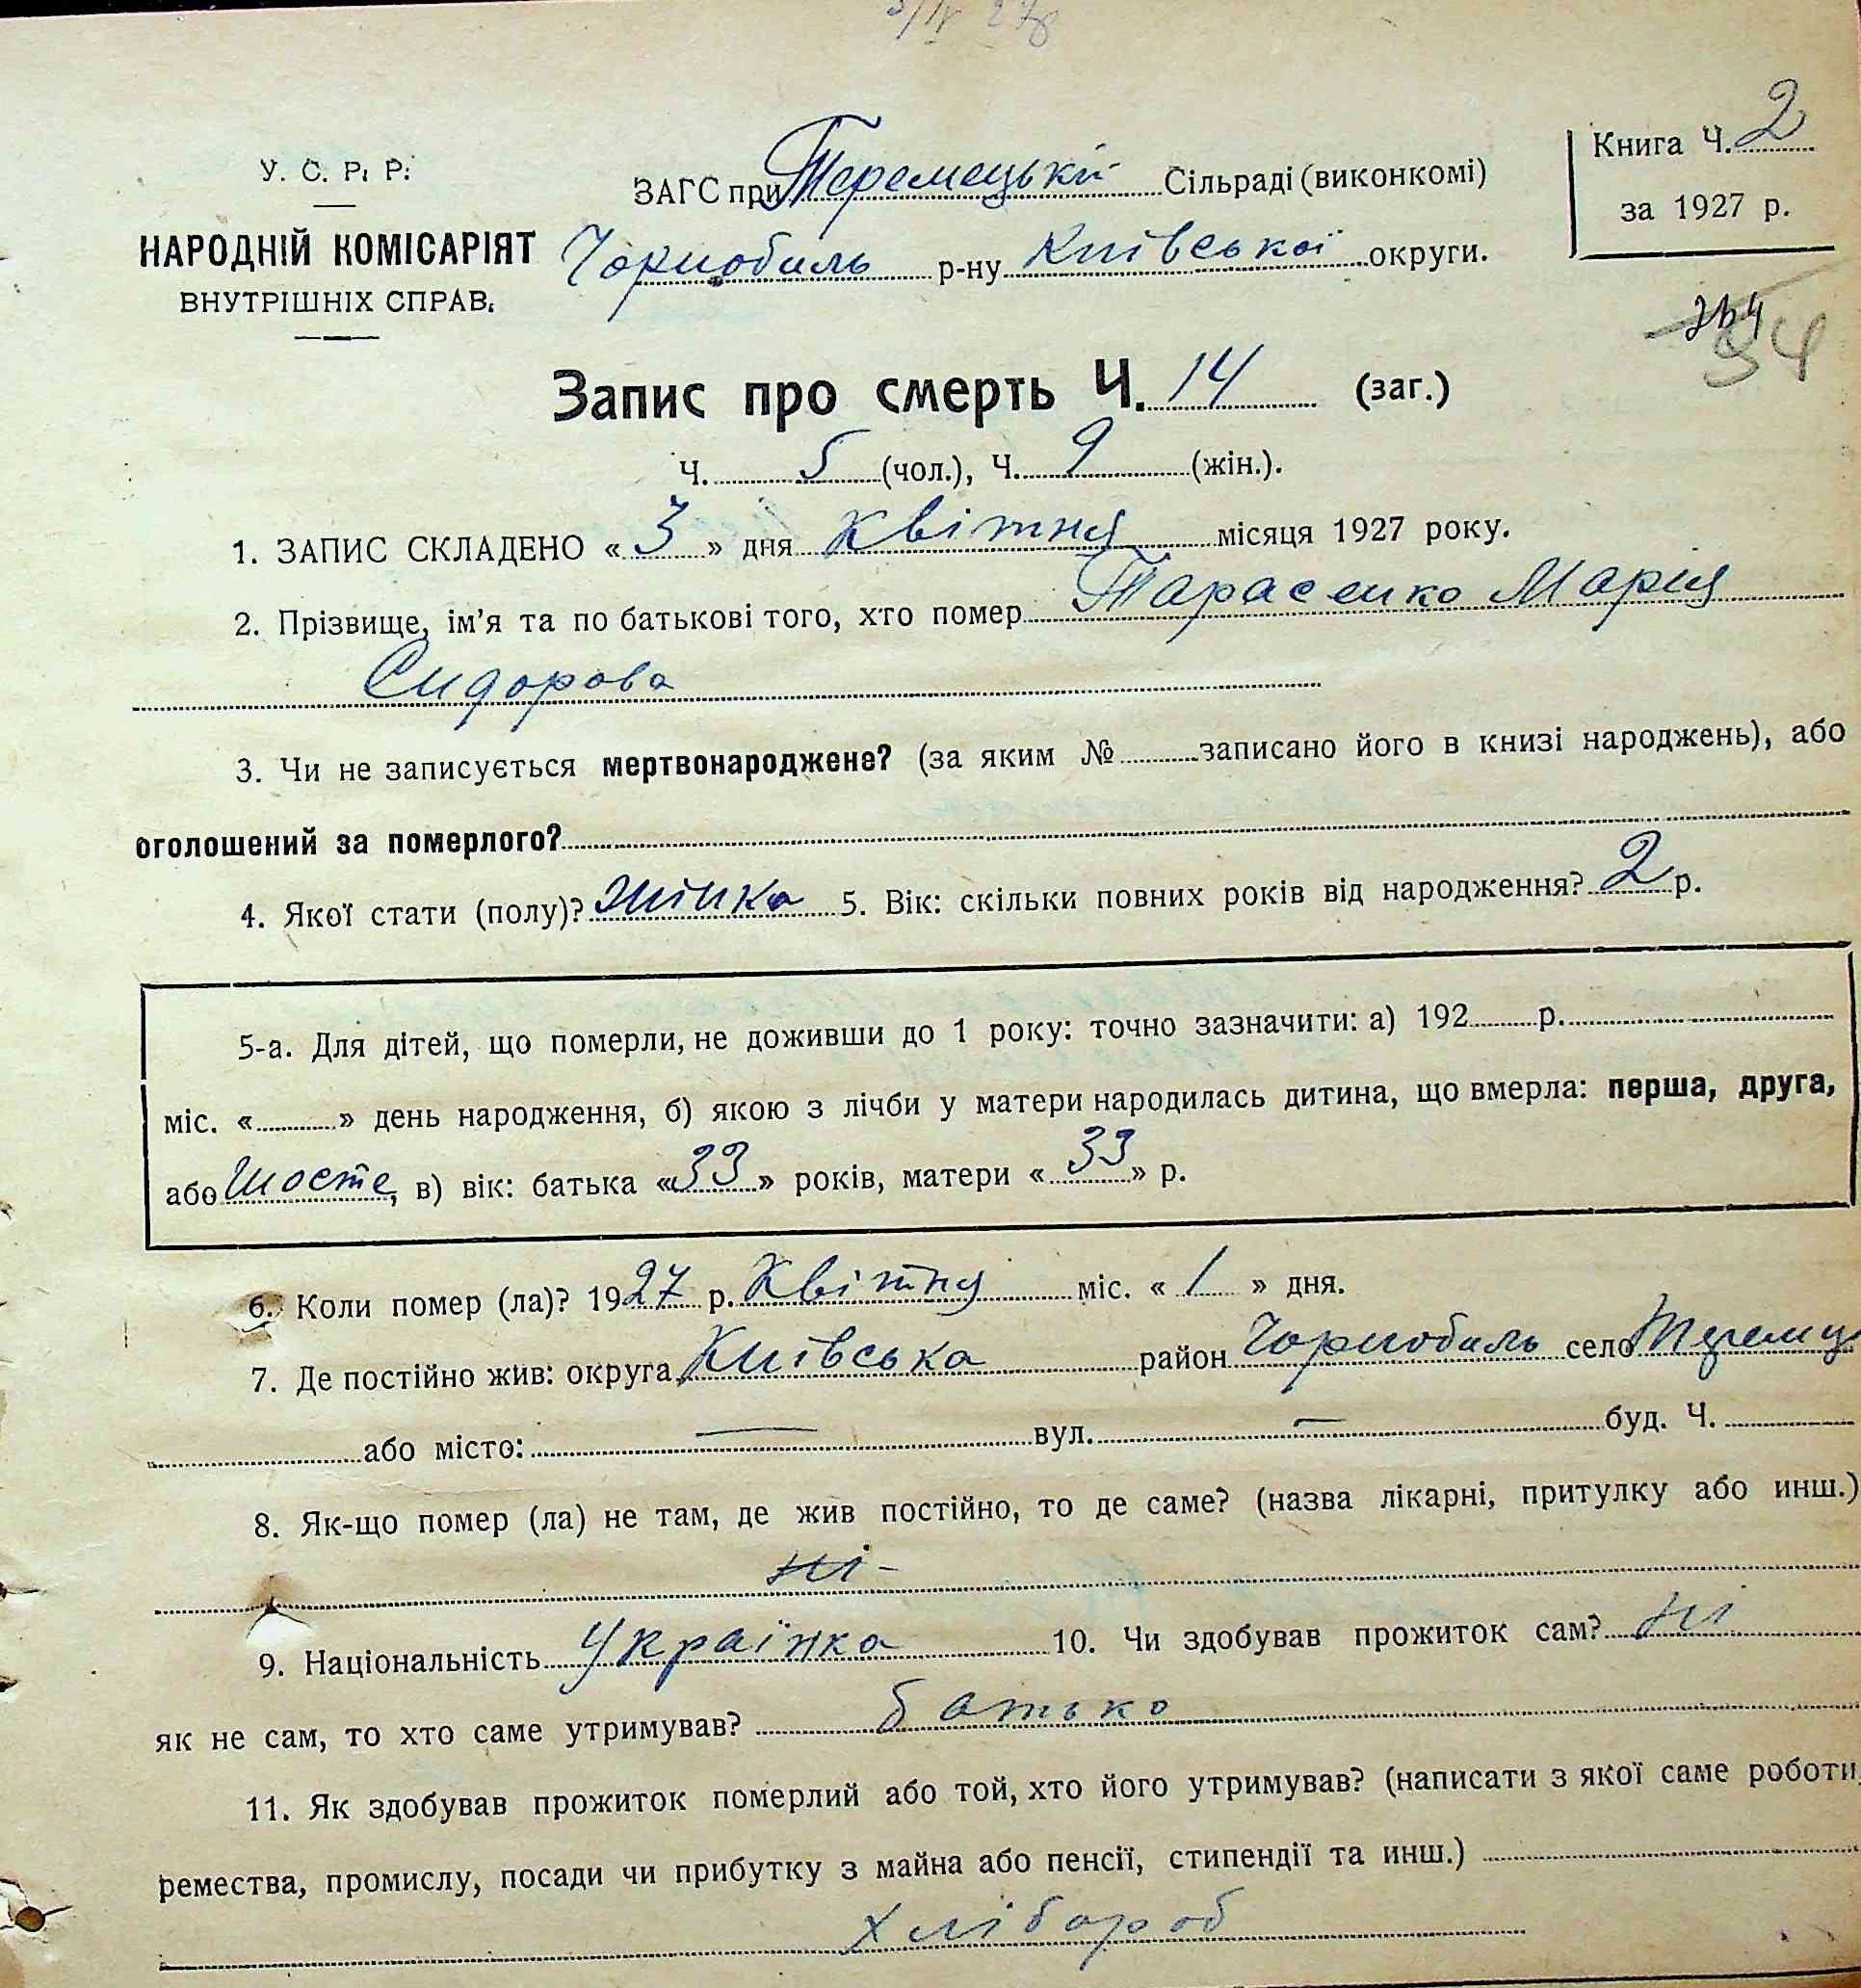 У. С. Р. Р.
ЗАГС при Теремецькій Сільраді (виконкомі)
Книга Ч. 2
за 1927 р.
НАРОДНІЙ КОМІСАРІЯТ
ВНУТРІШНІХ СПРАВ.
Чорнобиль р-ну Київської округи.
34
Запис про смерть Ч. 14 (заг.)
Ч. 5 (чол.), Ч. 9 (жін.).
1. ЗАПИС СКЛАДЕНО « 3 » дня Квітня місяця 1927 року.
2. Прізвище, ім'я та по батькові того, хто помер Тарасенко Марія
Сидорова
3. Чи не записується мертвонароджене? (за яким № записано його в книзі народжень), або
оголошений за померлого?
4. Якої стати (полу)? Жінка 5. Вік: скільки повних років від народження? 2 р.
5-а. Для дітей, що померли, не доживши до 1 року: точно зазначити: а) 192 р.
міс. « » день народження, б) якою з лічби у матери народилась дитина, що вмерла: перша, друга,
або шосте, в) вік: батька «33» років, матери «33» р.
6. Коли помер (ла)? 1927 р. Квітня міс. « 1 » дня.
7. Де постійно жив: округа Київська район Чорнобиль село Теремці
або місто: — вул. — буд. Ч.
8. Як-що помер (ла) не там, де жив постійно, то де саме? (назва лікарні, притулку або инш.)
ні -
9. Національність Українка 10. Чи здобував прожиток сам? ні
як не сам, то хто саме утримував? батько
11. Як здобував прожиток померлий або той, хто його утримував? (написати з якої саме роботи,
ремества, промислу, посади чи прибутку з майна або пенсії, стипендії та инш.)
хлібороб